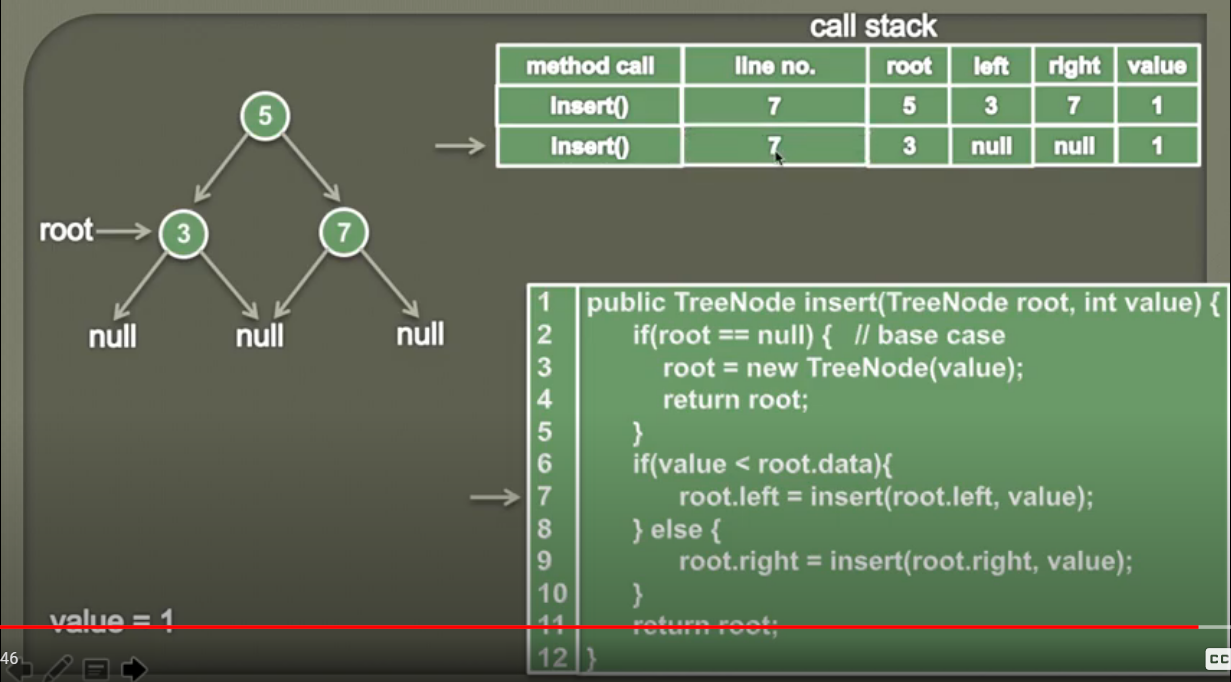 call stack
method call line no. root left right value
insert() 7 5 3 7 1
insert() 7 3 null null 1
5
root 3 7
null null null
1 public TreeNode insert(TreeNode root, int value) {
2 if(root == null) { // base case
3 root = new TreeNode(value);
4 return root;
5 }
6 if(value < root.data){
7 root.left = insert(root.left, value);
8 } else {
9 root.right = insert(root.right, value);
10 }
11 return root;
12 }
value = 1
46
CC